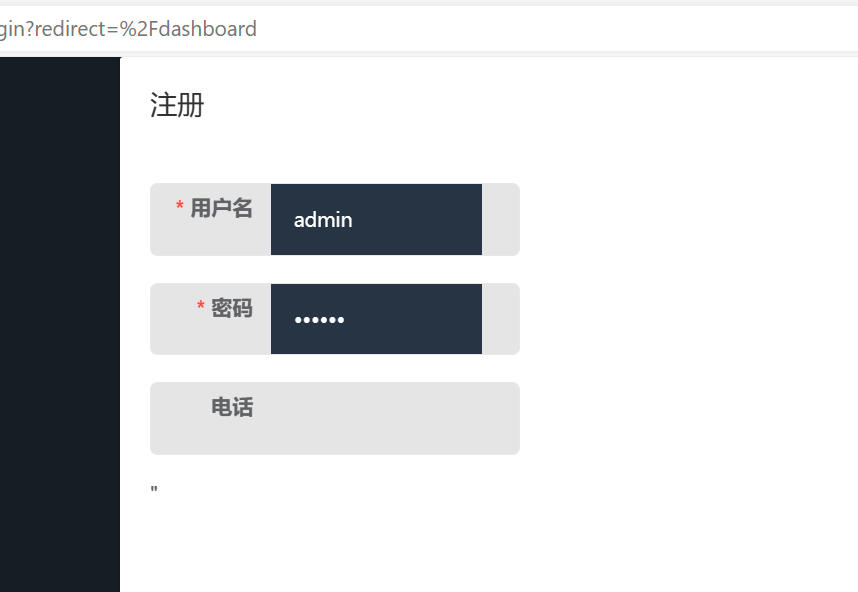 gin?redirect=%2Fdashboard
注册
* 用户名 admin
* 密码 ••••••
电话
"